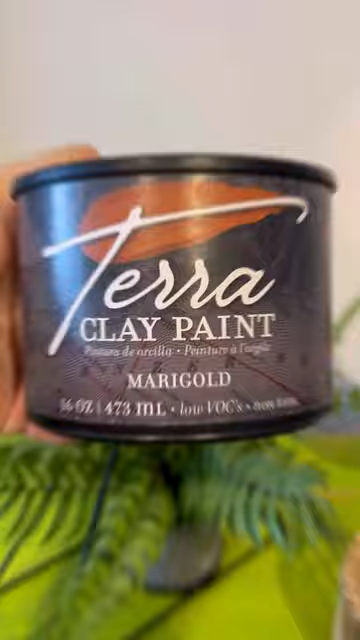 Terra
CLAY PAINT
Pintura de arcilla • Peinture à l'argile
MARIGOLD
16 OZ | 473 mL • low VOC's •